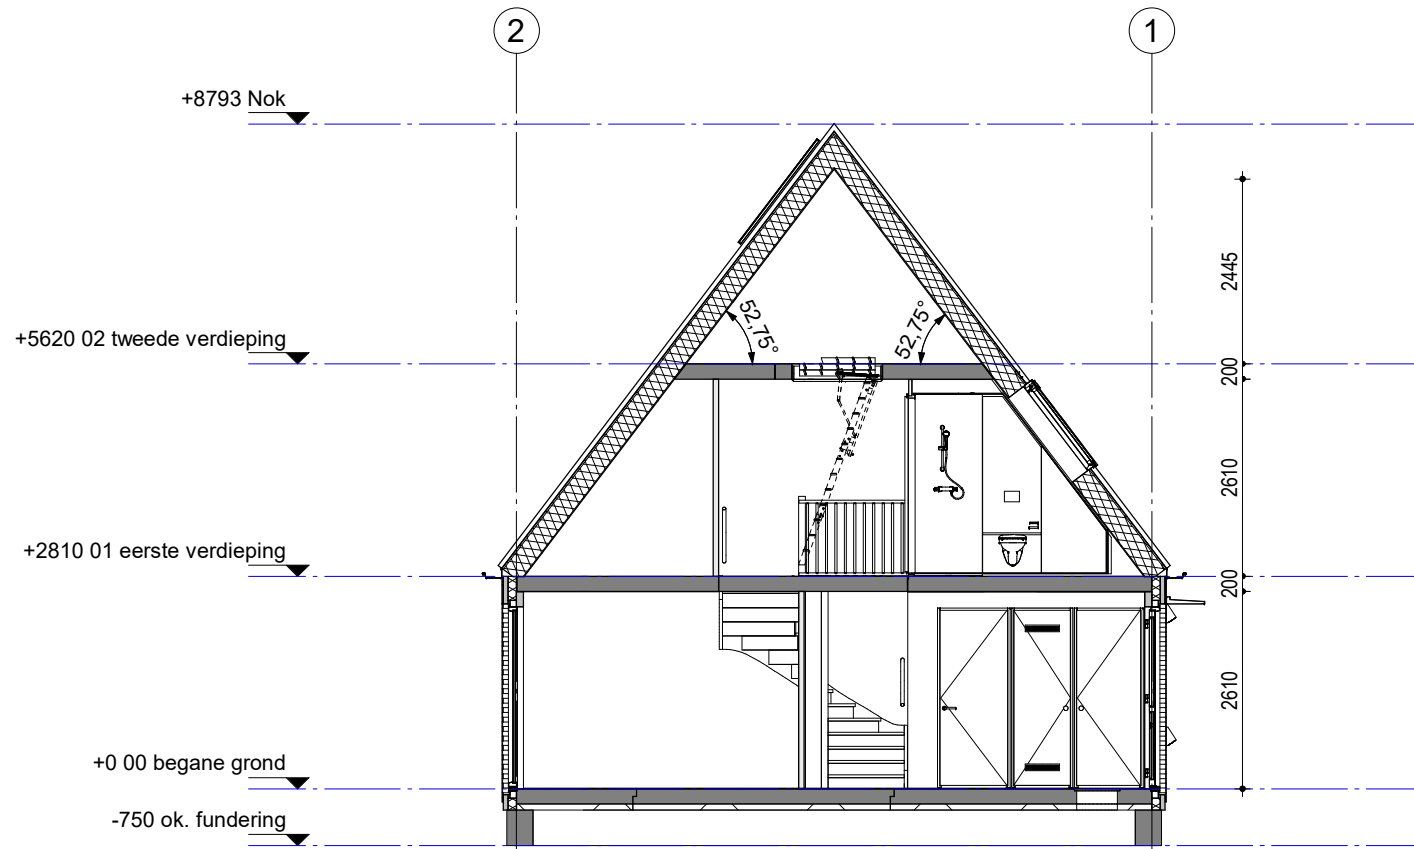 2
1
+8793 Nok
2445
52,75°
52,75°
+5620 02 tweede verdieping
200
2610
+2810 01 eerste verdieping
200
2610
+0 00 begane grond
-750 ok. fundering